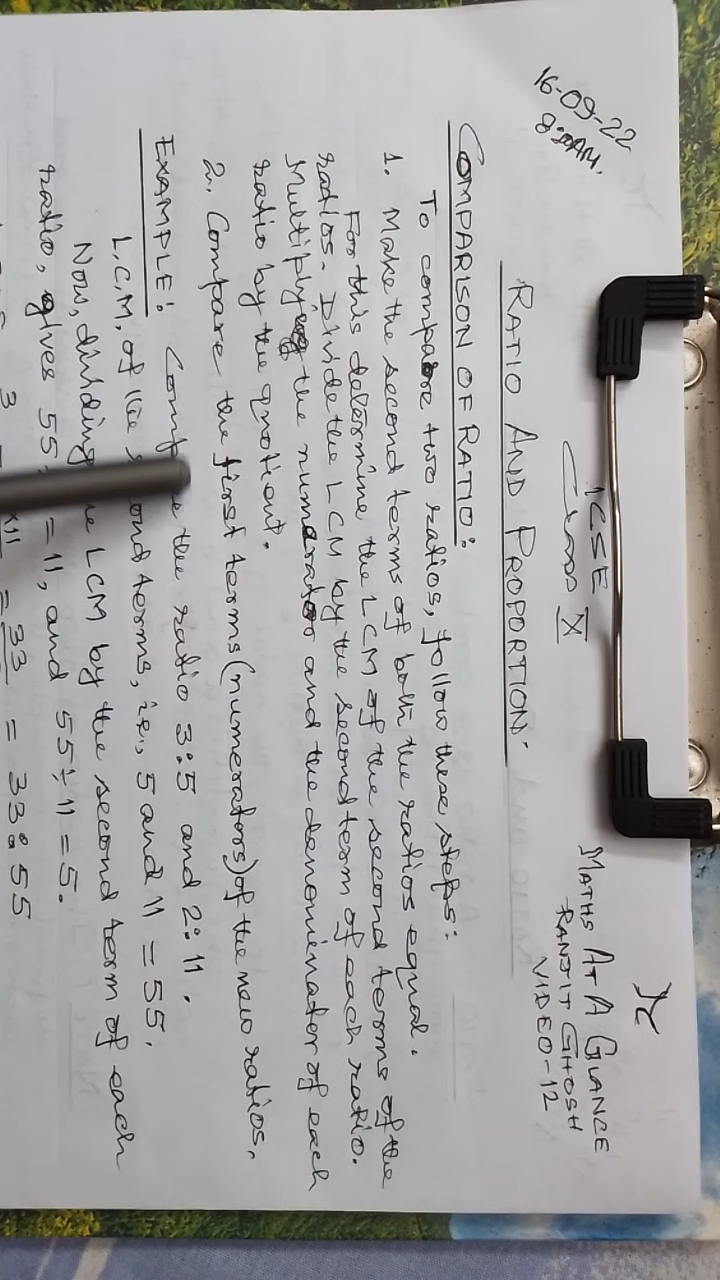 16-09-22
8:20AM.
ICSE
Class X
MATHS AT A GLANCE
RANJIT GHOSH
VIDEO-12
RATIO AND PROPORTION.
COMPARISON OF RATIO:
To compare two ratios, follow these steps:
1. Make the second terms of both the ratios equal.
For this determine the LCM of the second terms of the
ratios. Divide the LCM by the second term of each ratio.
Multiply the numerator and the denominator of each
ratio by the quotient.
2. Compare the first terms (numerators) of the new ratios.
EXAMPLE: the ratio 3:5 and 2:11.
L.C.M. of the terms, i.e., 5 and 11 = 55.
Now, dividing LCM by the second term of each
ratio, gives 55 = 11, and 55÷11=5.
3 ×11 = 33 = 33:55